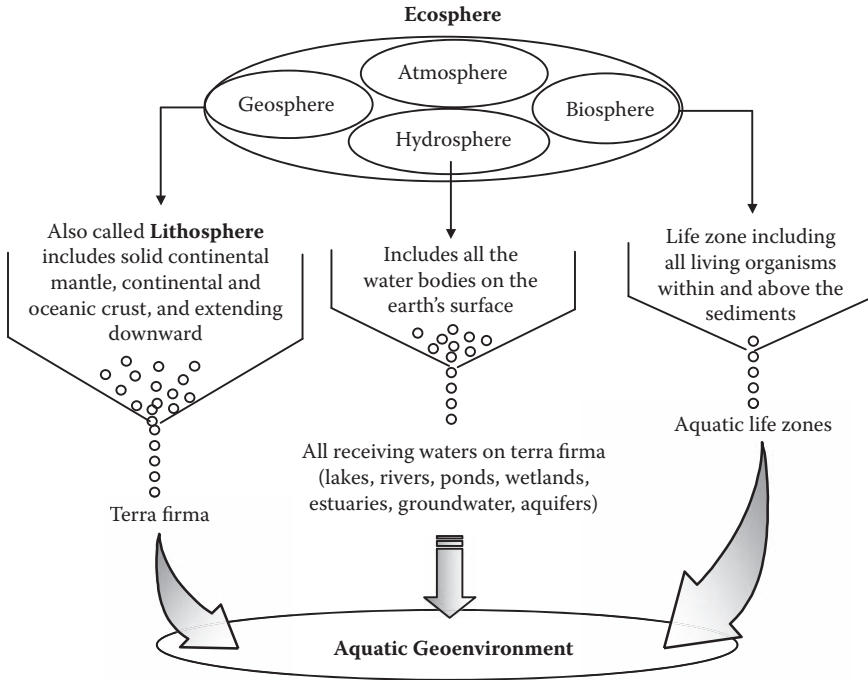 Ecosphere
Atmosphere
Geosphere
Biosphere
Hydrosphere
Also called Lithosphere
includes solid continental
mantle, continental and
oceanic crust, and extending
downward
Includes all the
water bodies on the
earth's surface
Life zone including
all living organisms
within and above the
sediments
Aquatic life zones
All receiving waters on terra firma
(lakes, rivers, ponds, wetlands,
estuaries, groundwater, aquifers)
Terra firma
Aquatic Geoenvironment